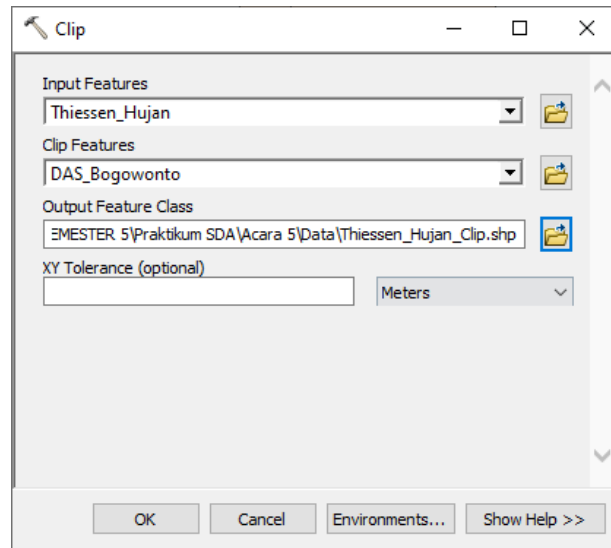 Clip
Input Features
Thiessen_Hujan
Clip Features
DAS_Bogowonto
Output Feature Class
EMESTER 5\Praktikum SDA\Acara 5\Data\Thiessen_Hujan_Clip.shp
XY Tolerance (optional)
Meters
OK Cancel Environments... Show Help >>